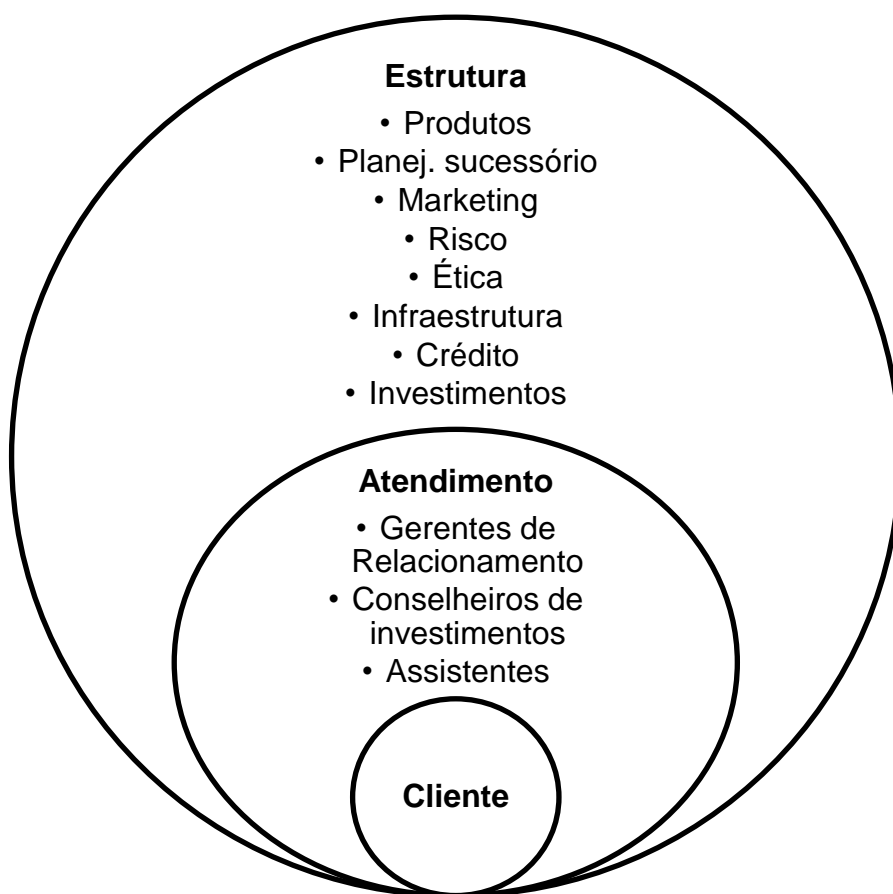 Estrutura
• Produtos
• Planej. sucessório
• Marketing
• Risco
• Ética
• Infraestrutura
• Crédito
• Investimentos
Atendimento
• Gerentes de
Relacionamento
• Conselheiros de
investimentos
• Assistentes
Cliente